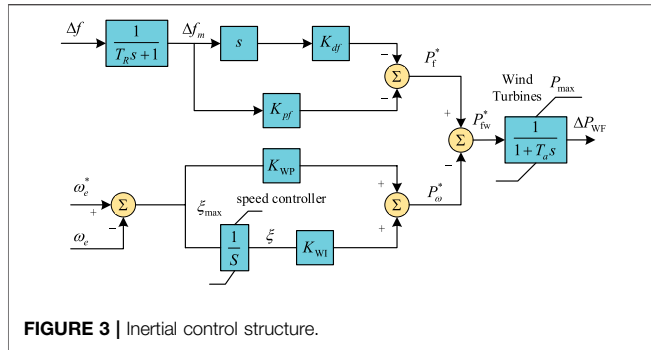 Δf
1
T_R s+1
Δf_m
s
K_df
−
−
Σ
P_f^*
K_pf
Wind
Turbines
P_max
+
−
Σ
P_fw^*
1
1+T_a s
ΔP_WF
ω_e^*
+
−
Σ
ω_e
K_WP
ξ_max
speed controller
1
S
ξ
K_WI
+
+
Σ
P_ω^*
FIGURE 3 | Inertial control structure.